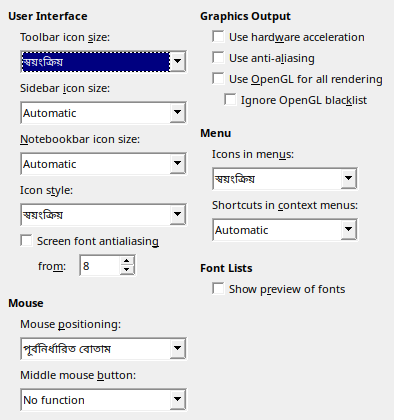 User Interface
Toolbar icon size:
স্বয়ংক্রিয়
Sidebar icon size:
Automatic
Notebookbar icon size:
Automatic
Icon style:
স্বয়ংক্রিয়
Screen font antialiasing
from:
8
Mouse
Mouse positioning:
পূর্বনির্ধারিত বোতাম
Middle mouse button:
No function
Graphics Output
Use hardware acceleration
Use anti-aliasing
Use OpenGL for all rendering
Ignore OpenGL blacklist
Menu
Icons in menus:
স্বয়ংক্রিয়
Shortcuts in context menus:
Automatic
Font Lists
Show preview of fonts